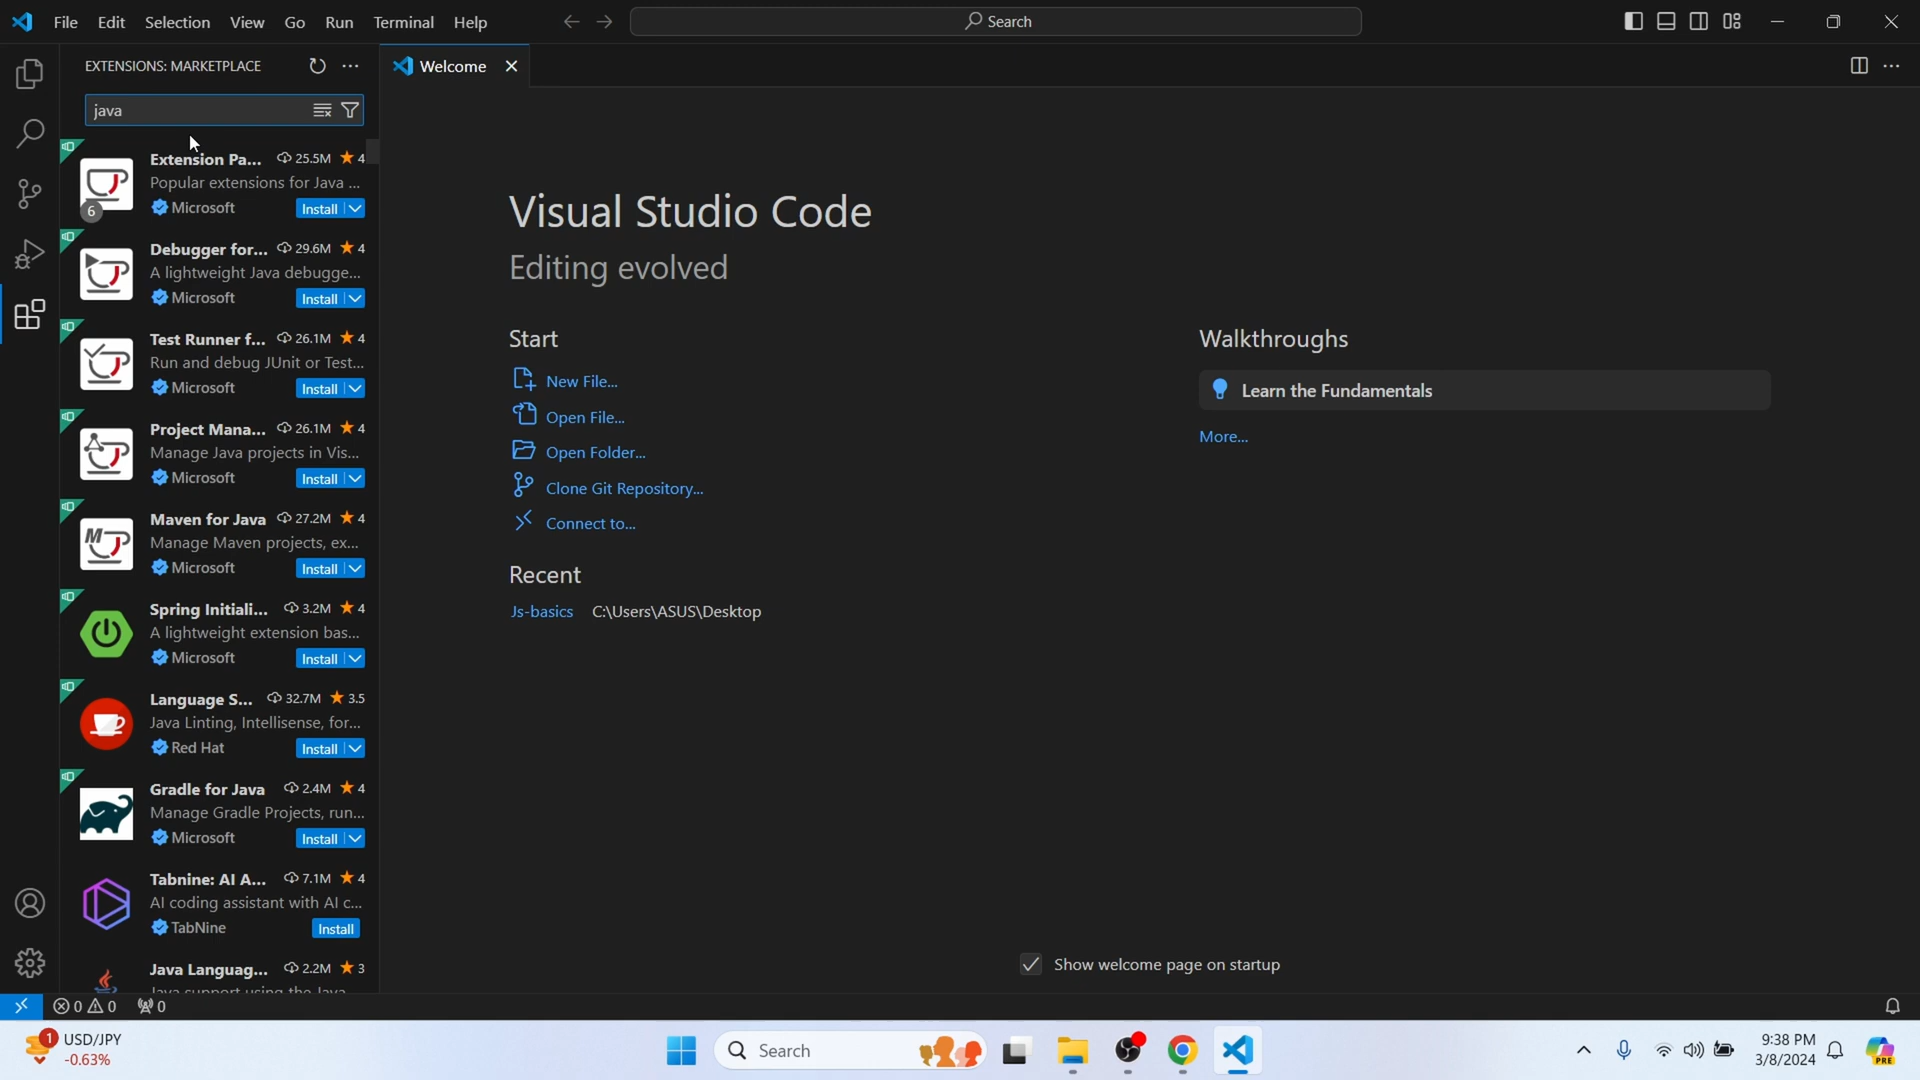 File Edit Selection View Go Run Terminal Help Search
EXTENSIONS: MARKETPLACE
Welcome
java
Extension Pa... 25.5M 4
Popular extensions for Java ...
6 Microsoft Install
Debugger for... 29.6M 4
A lightweight Java debugge...
Microsoft Install
Test Runner f... 26.1M 4
Run and debug JUnit or Test...
Microsoft Install
Project Mana... 26.1M 4
Manage Java projects in Vis...
Microsoft Install
Maven for Java 27.2M 4
Manage Maven projects, ex...
Microsoft Install
Spring Initiali... 3.2M 4
A lightweight extension bas...
Microsoft Install
Language S... 32.7M 3.5
Java Linting, Intellisense, for...
Red Hat Install
Gradle for Java 2.4M 4
Manage Gradle Projects, run...
Microsoft Install
Tabnine: AI A... 7.1M 4
AI coding assistant with AI c...
TabNine Install
Java Languag... 2.2M 3
Java support using the Java
Visual Studio Code
Editing evolved
Start
New File...
Open File...
Open Folder...
Clone Git Repository...
Connect to...
Recent
Js-basics C:\Users\ASUS\Desktop
Walkthroughs
Learn the Fundamentals
More...
Show welcome page on startup
0 0 0
1 USD/JPY
-0.63%
Search
9:38 PM
3/8/2024
PRE